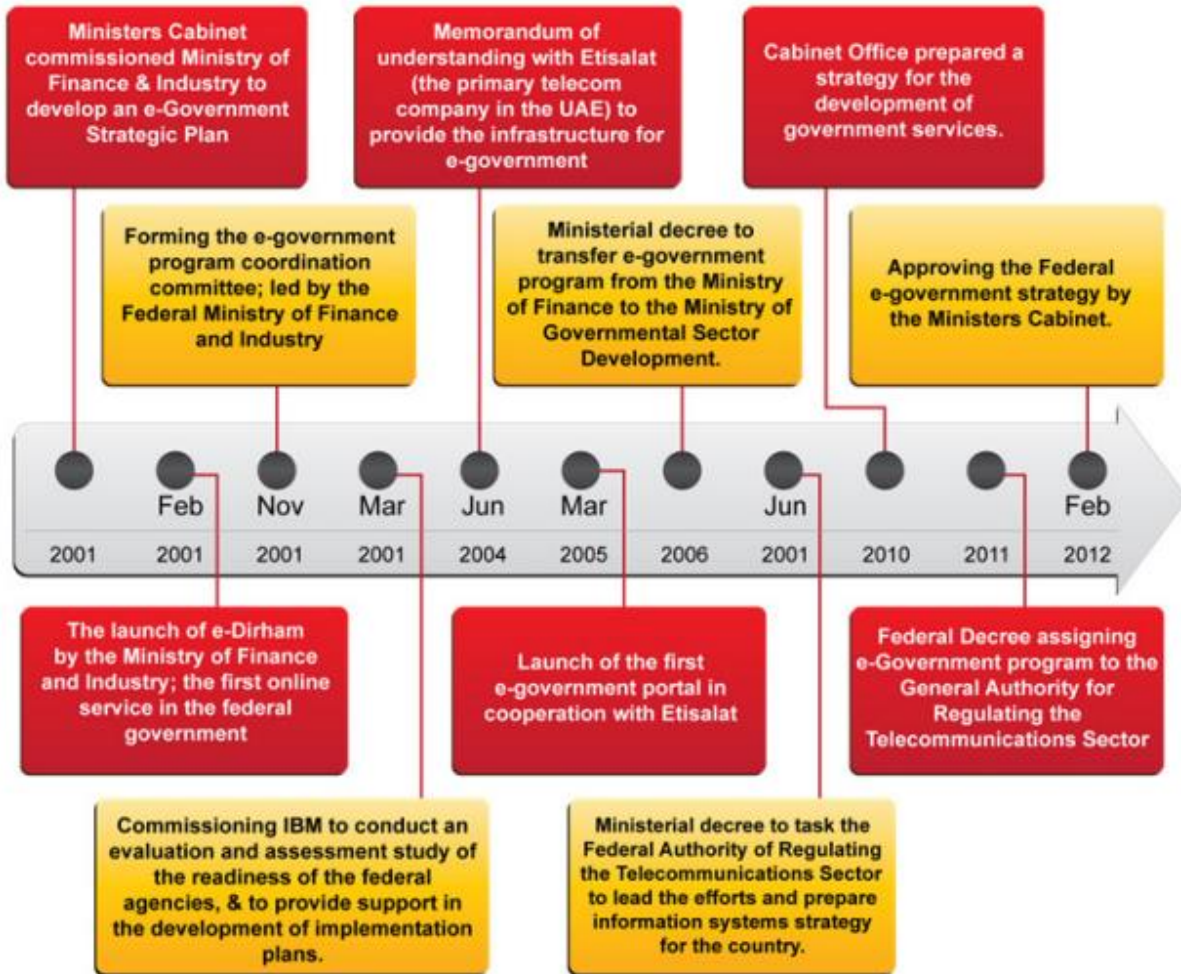 Ministers Cabinet
commissioned Ministry of
Finance & Industry to
develop an e-Government
Strategic Plan
Memorandum of
understanding with Etisalat
(the primary telecom
company in the UAE) to
provide the infrastructure for
e-government
Cabinet Office prepared a
strategy for the
development of
government services.
Forming the e-government
program coordination
committee; led by the
Federal Ministry of Finance
and Industry
Ministerial decree to
transfer e-government
program from the Ministry
of Finance to the Ministry of
Governmental Sector
Development.
Approving the Federal
e-government strategy by
the Ministers Cabinet.
Feb Nov Mar Jun Mar Jun Feb
2001 2001 2001 2001 2004 2005 2006 2001 2010 2011 2012
The launch of e-Dirham
by the Ministry of Finance
and Industry; the first online
service in the federal
government
Launch of the first
e-government portal in
cooperation with Etisalat
Federal Decree assigning
e-Government program to the
General Authority for
Regulating the
Telecommunications Sector
Commissioning IBM to conduct an
evaluation and assessment study of
the readiness of the federal
agencies, & to provide support in
the development of implementation
plans.
Ministerial decree to task the
Federal Authority of Regulating
the Telecommunications Sector
to lead the efforts and prepare
information systems strategy
for the country.